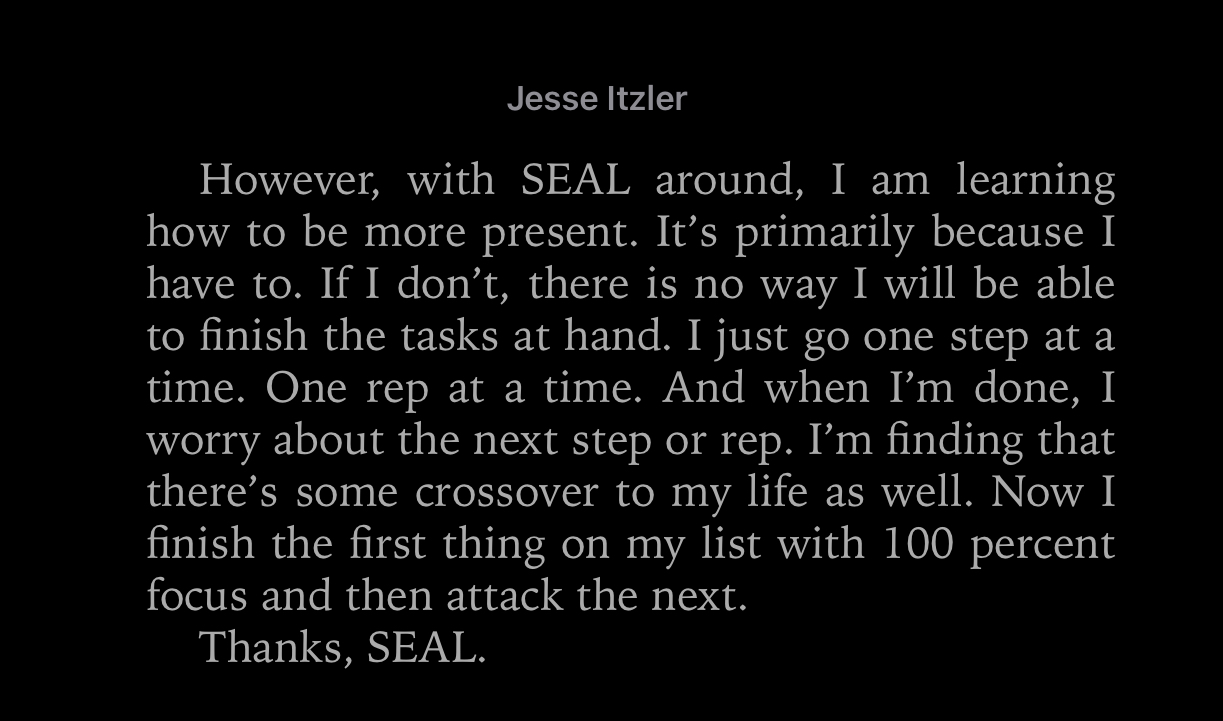 Jesse Itzler
However, with SEAL around, I am learning
how to be more present. It’s primarily because I
have to. If I don’t, there is no way I will be able
to finish the tasks at hand. I just go one step at a
time. One rep at a time. And when I’m done, I
worry about the next step or rep. I’m finding that
there’s some crossover to my life as well. Now I
finish the first thing on my list with 100 percent
focus and then attack the next.
Thanks, SEAL.